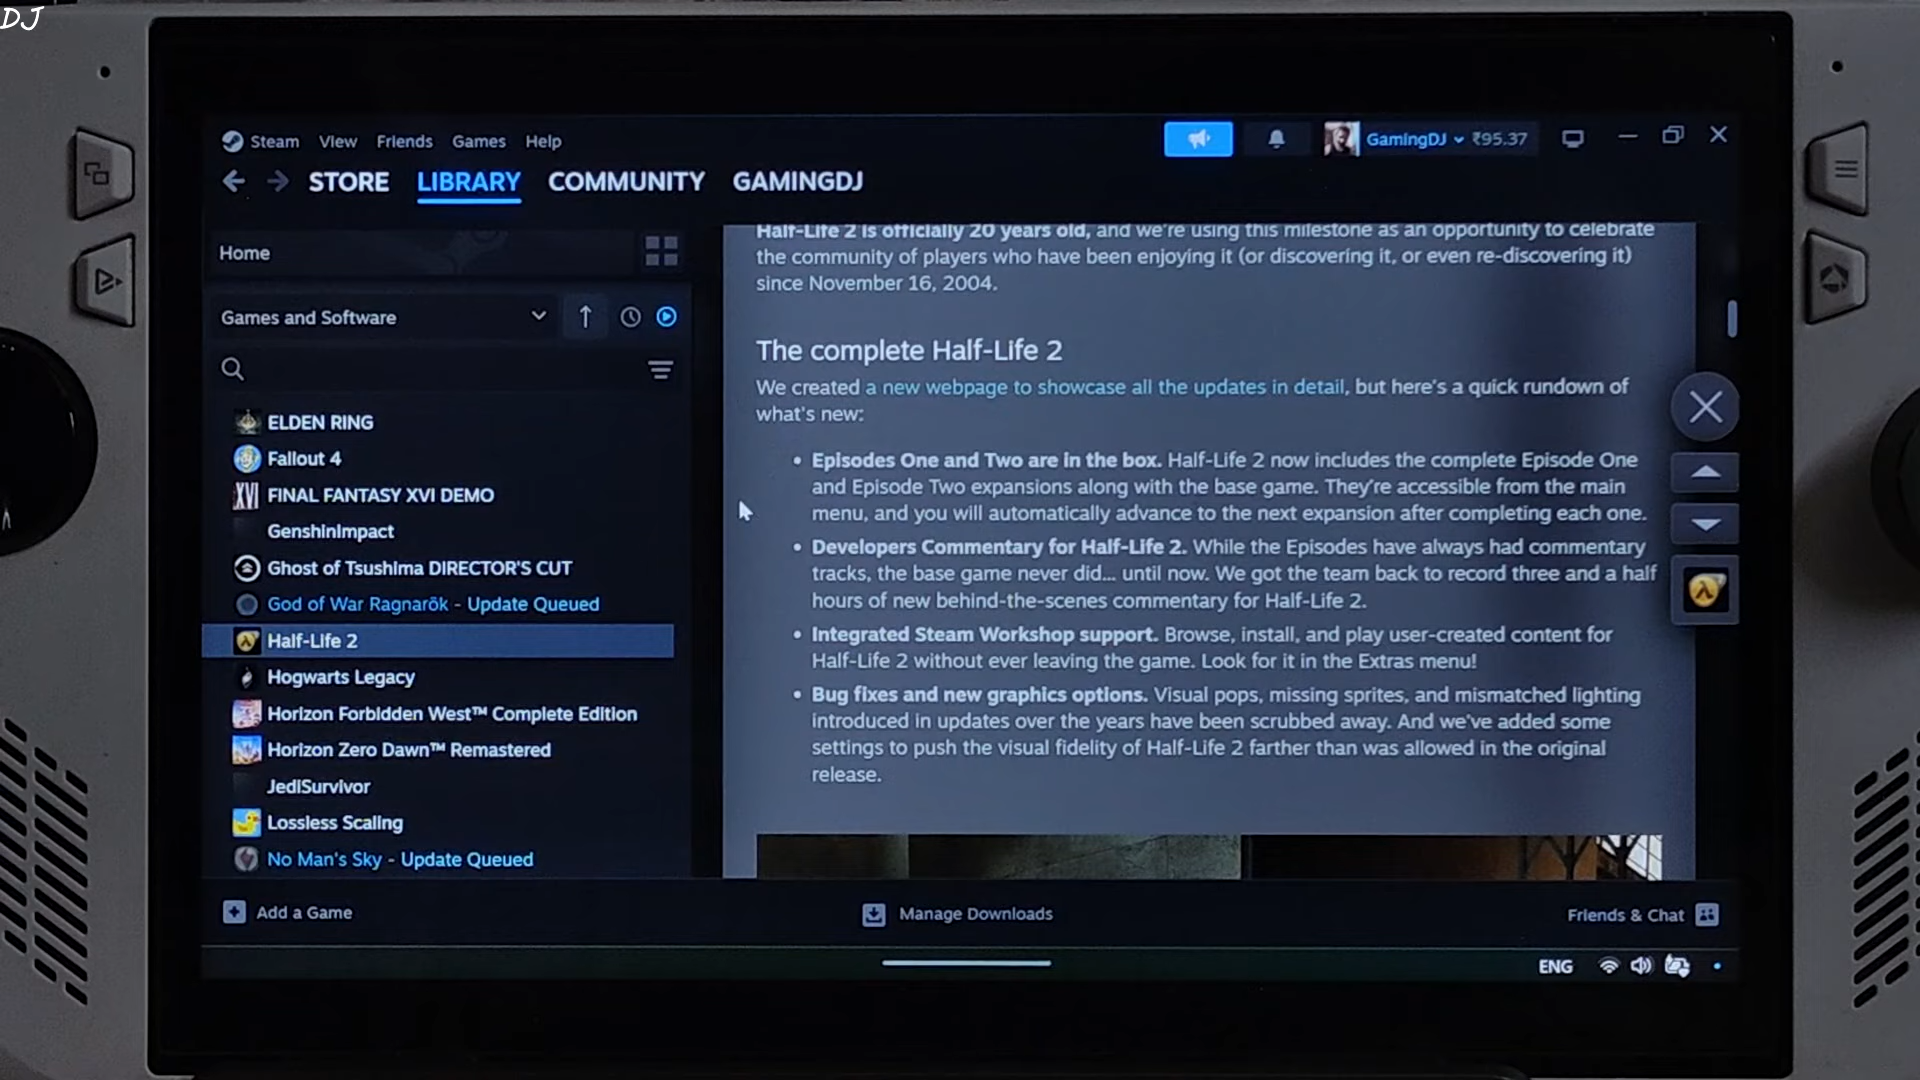 DJ
Steam View Friends Games Help
GamingDJ ₹95.37
STORE LIBRARY COMMUNITY GAMINGDJ
Home
Games and Software
ELDEN RING
Fallout 4
XVI FINAL FANTASY XVI DEMO
GenshinImpact
Ghost of Tsushima DIRECTOR'S CUT
God of War Ragnarök - Update Queued
Half-Life 2
Hogwarts Legacy
Horizon Forbidden West™ Complete Edition
Horizon Zero Dawn™ Remastered
JediSurvivor
Lossless Scaling
No Man's Sky - Update Queued
Half-Life 2 is officially 20 years old, and we're using this milestone as an opportunity to celebrate
the community of players who have been enjoying it (or discovering it, or even re-discovering it)
since November 16, 2004.
The complete Half-Life 2
We created a new webpage to showcase all the updates in detail, but here's a quick rundown of
what's new:
• Episodes One and Two are in the box. Half-Life 2 now includes the complete Episode One
and Episode Two expansions along with the base game. They're accessible from the main
menu, and you will automatically advance to the next expansion after completing each one.
• Developers Commentary for Half-Life 2. While the Episodes have always had commentary
tracks, the base game never did... until now. We got the team back to record three and a half
hours of new behind-the-scenes commentary for Half-Life 2.
• Integrated Steam Workshop support. Browse, install, and play user-created content for
Half-Life 2 without ever leaving the game. Look for it in the Extras menu!
• Bug fixes and new graphics options. Visual pops, missing sprites, and mismatched lighting
introduced in updates over the years have been scrubbed away. And we've added some
settings to push the visual fidelity of Half-Life 2 farther than was allowed in the original
release.
Add a Game
Manage Downloads
Friends & Chat
ENG